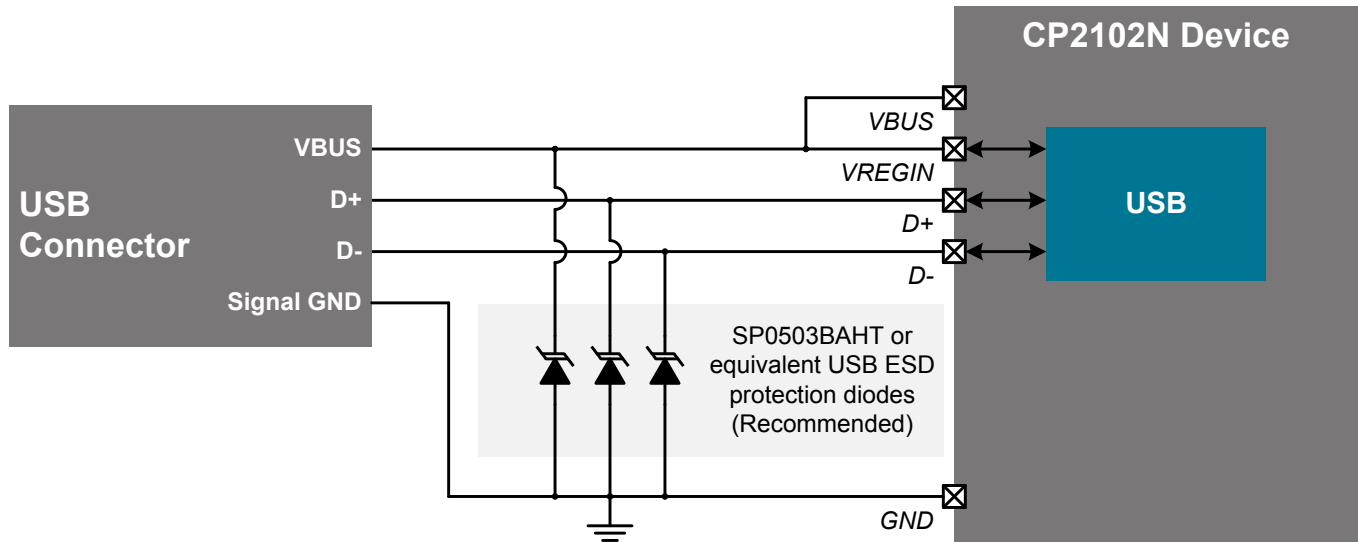 CP2102N Device
USB
Connector
VBUS
D+
D-
Signal GND
VBUS
VREGIN
D+
D-
USB
SP0503BAHT or
equivalent USB ESD
protection diodes
(Recommended)
GND